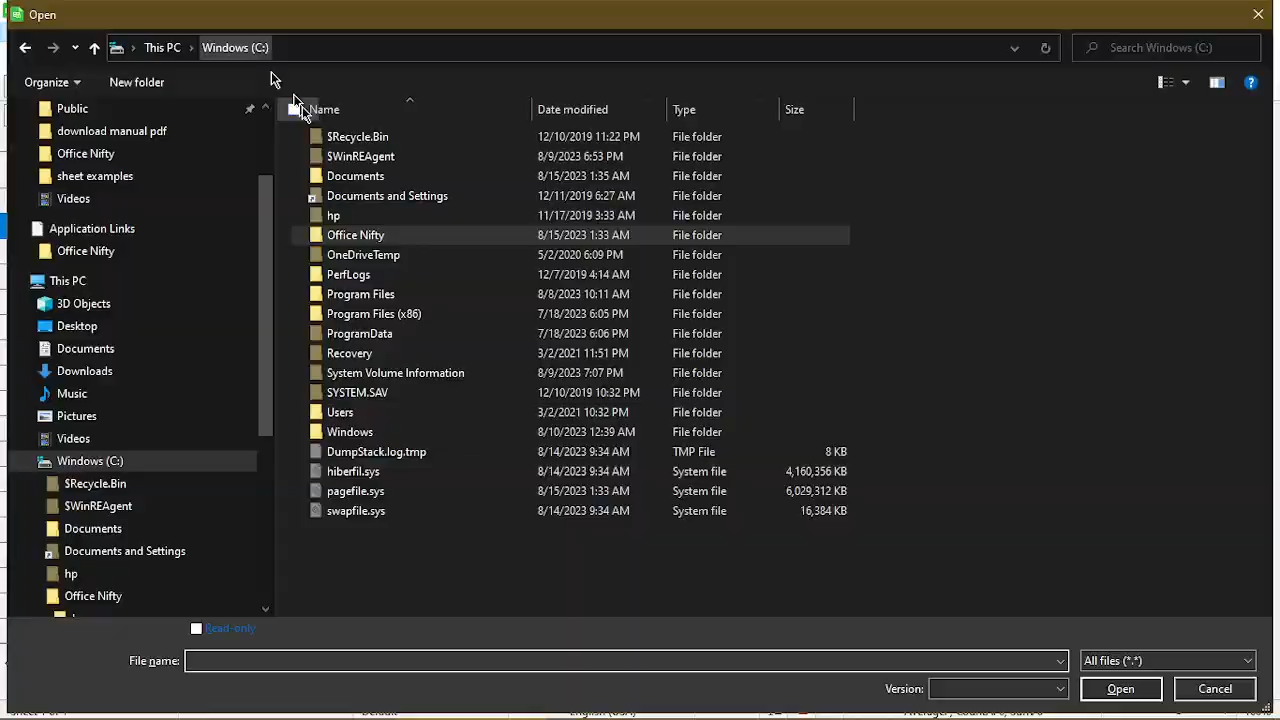 Open
This PC
Windows (C:)
Search Windows (C:)
Organize
New folder
Public
download manual pdf
Office Nifty
sheet examples
Videos
Application Links
Office Nifty
This PC
3D Objects
Desktop
Documents
Downloads
Music
Pictures
Videos
Windows (C:)
$Recycle.Bin
$WinREAgent
Documents
Documents and Settings
hp
Office Nifty
Name Date modified Type Size
$Recycle.Bin 12/10/2019 11:22 PM File folder
$WinREAgent 8/9/2023 6:53 PM File folder
Documents 8/15/2023 1:35 AM File folder
Documents and Settings 12/11/2019 6:27 AM File folder
hp 11/17/2019 3:33 AM File folder
Office Nifty 8/15/2023 1:33 AM File folder
OneDriveTemp 5/2/2020 6:09 PM File folder
PerfLogs 12/7/2019 4:14 AM File folder
Program Files 8/8/2023 10:11 AM File folder
Program Files (x86) 7/18/2023 6:05 PM File folder
ProgramData 7/18/2023 6:06 PM File folder
Recovery 3/2/2021 11:51 PM File folder
System Volume Information 8/9/2023 7:07 PM File folder
SYSTEM.SAV 12/10/2019 10:32 PM File folder
Users 3/2/2021 10:32 PM File folder
Windows 8/10/2023 12:39 AM File folder
DumpStack.log.tmp 8/14/2023 9:34 AM TMP File 8 KB
hiberfil.sys 8/14/2023 9:34 AM System file 4,160,356 KB
pagefile.sys 8/15/2023 1:33 AM System file 6,029,312 KB
swapfile.sys 8/14/2023 9:34 AM System file 16,384 KB
Read-only
File name: All files (*.*)
Version: Open Cancel